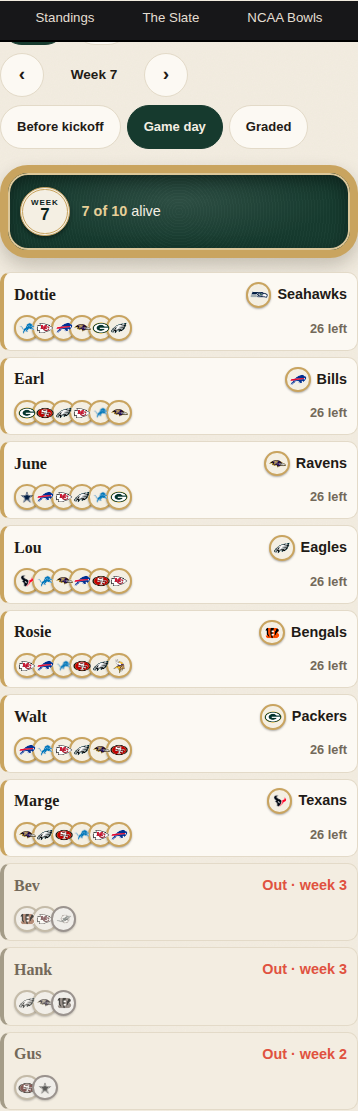 Standings The Slate NCAA Bowls
‹ Week 7 ›
Before kickoff Game day Graded
WEEK
7
7 of 10 alive
Dottie Seahawks
26 left
Earl Bills
26 left
June Ravens
26 left
Lou Eagles
26 left
Rosie Bengals
26 left
Walt Packers
26 left
Marge Texans
26 left
Bev Out · week 3
Hank Out · week 3
Gus Out · week 2